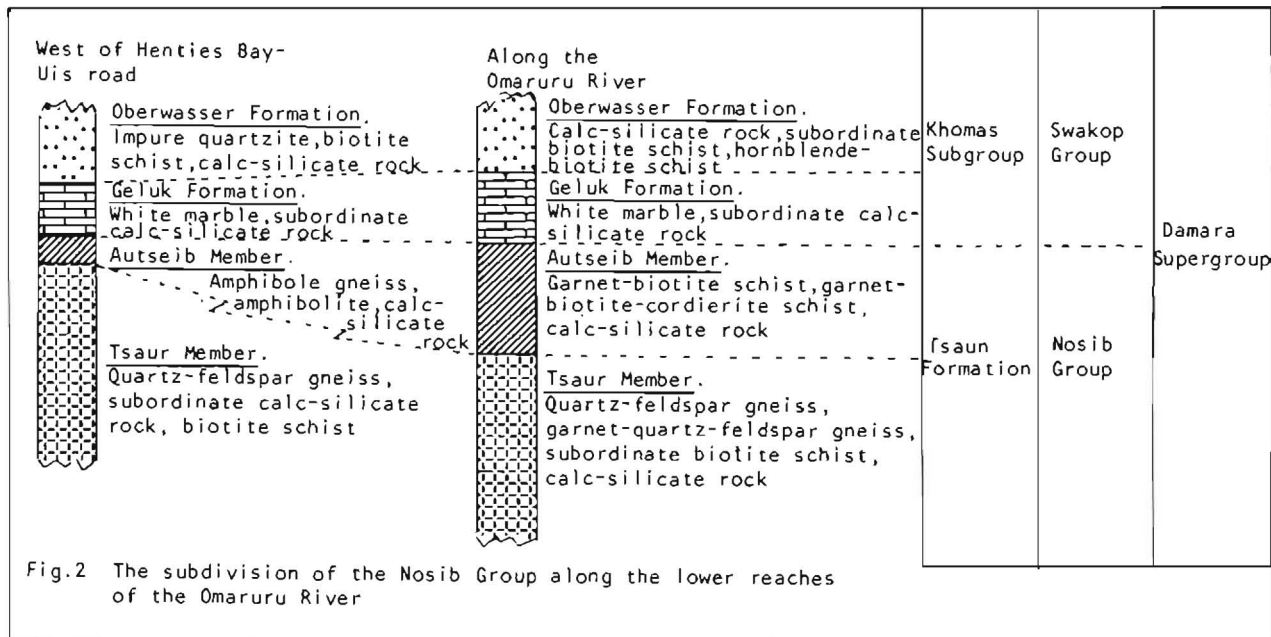 West of Henties Bay-
Uis road
Oberwasser Formation.
Impure quartzite,biotite
schist,calc-silicate rock
Geluk Formation.
White marble,subordinate
calc-silicate rock
Autseib Member.
Amphibole gneiss,
amphibolite,calc-
silicate
rock
Tsaur Member.
Quartz-feldspar gneiss,
subordinate calc-silicate
rock, biotite schist
Along the
Omaruru River
Oberwasser Formation.
Calc-silicate rock,subordinate
biotite schist,hornblende-
biotite schist
Geluk Formation.
White marble,subordinate calc-
silicate rock
Autseib Member.
Garnet-biotite schist,garnet-
biotite-cordierite schist,
calc-silicate rock
Tsaur Member.
Quartz-feldspar gneiss,
garnet-quartz-feldspar gneiss,
subordinate biotite schist,
calc-silicate rock
Khomas
Subgroup
Tsaun
Formation
Swakop
Group
Nosib
Group
Damara
Supergroup
Fig.2 The subdivision of the Nosib Group along the lower reaches
of the Omaruru River